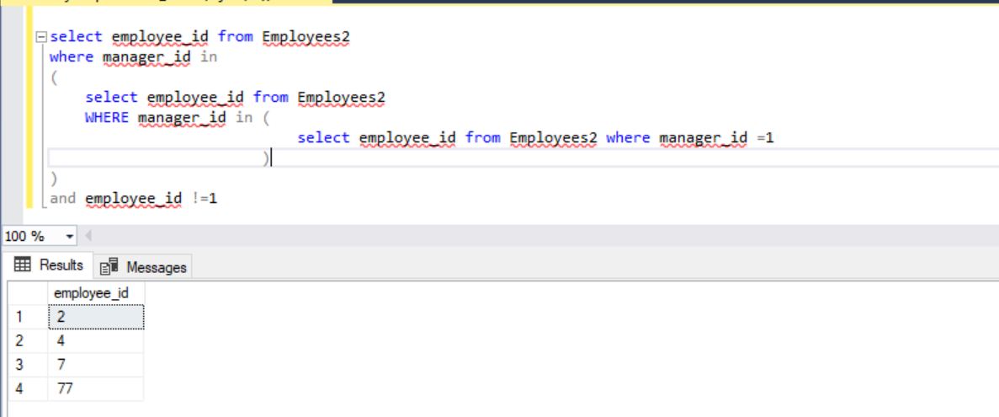 select employee_id from Employees2
where manager_id in
(
select employee_id from Employees2
WHERE manager_id in (
select employee_id from Employees2 where manager_id =1
)
)
and employee_id !=1
100 %
Results Messages
employee_id
1 2
2 4
3 7
4 77